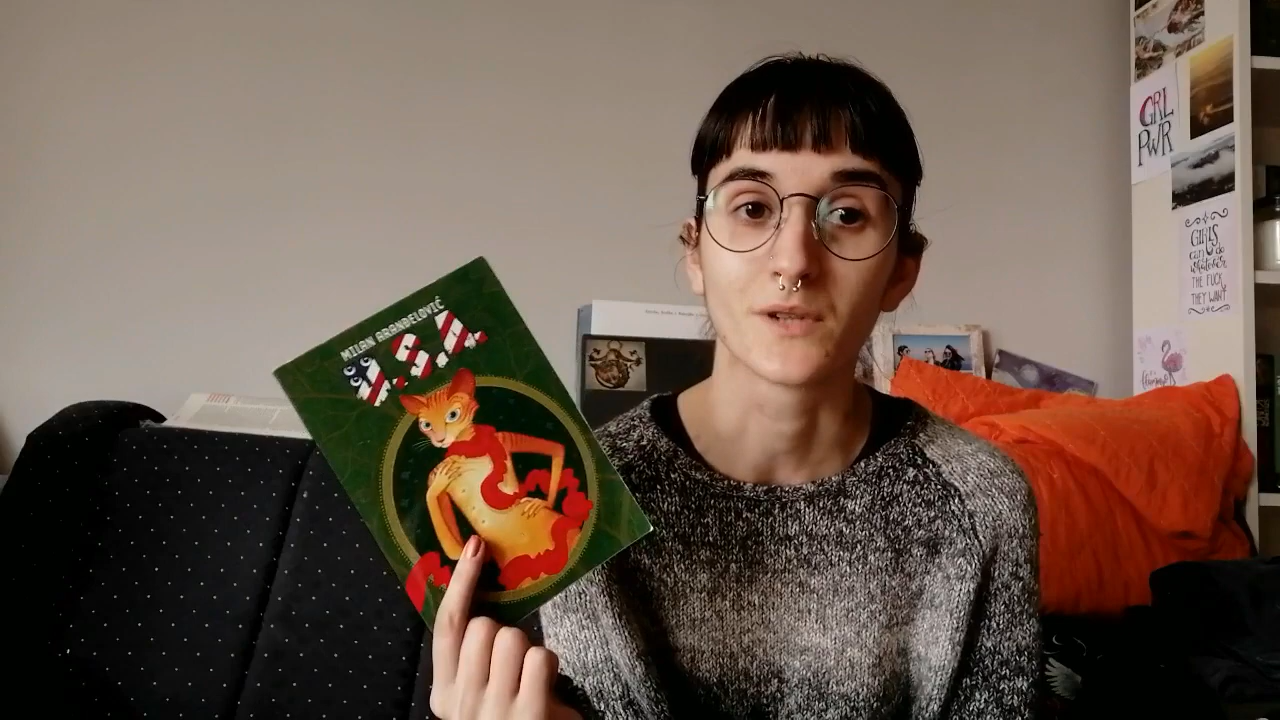 MILAN ARANĐELOVIĆ
U.S.A.
GRL
PWR
GIRLS
can do
whatever
THE FUCK
THEY WANT